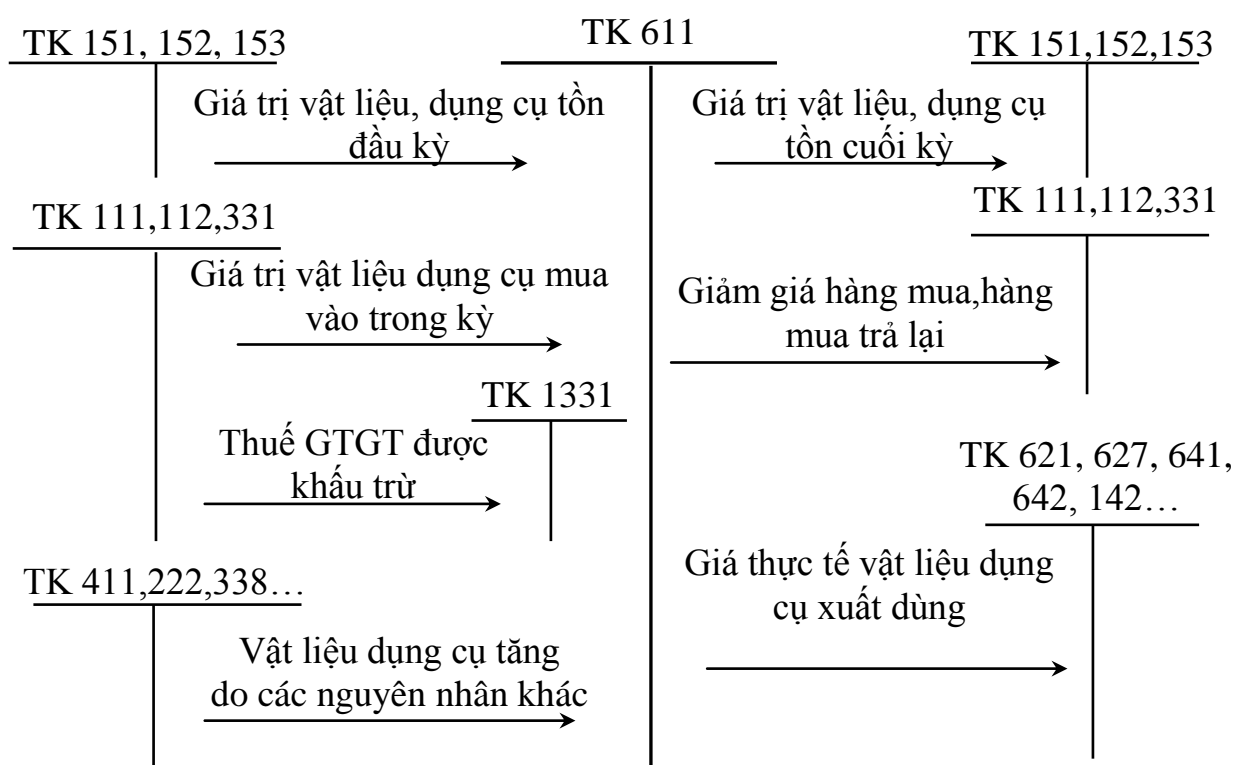 TK 151, 152, 153
TK 611
TK 151,152,153
Giá trị vật liệu, dụng cụ tồn
đầu kỳ
Giá trị vật liệu, dụng cụ
tồn cuối kỳ
TK 111,112,331
TK 111,112,331
Giá trị vật liệu dụng cụ mua
vào trong kỳ
Giảm giá hàng mua,hàng
mua trả lại
TK 1331
Thuế GTGT được
khấu trừ
TK 621, 627, 641,
642, 142…
TK 411,222,338…
Giá thực tế vật liệu dụng
cụ xuất dùng
Vật liệu dụng cụ tăng
do các nguyên nhân khác